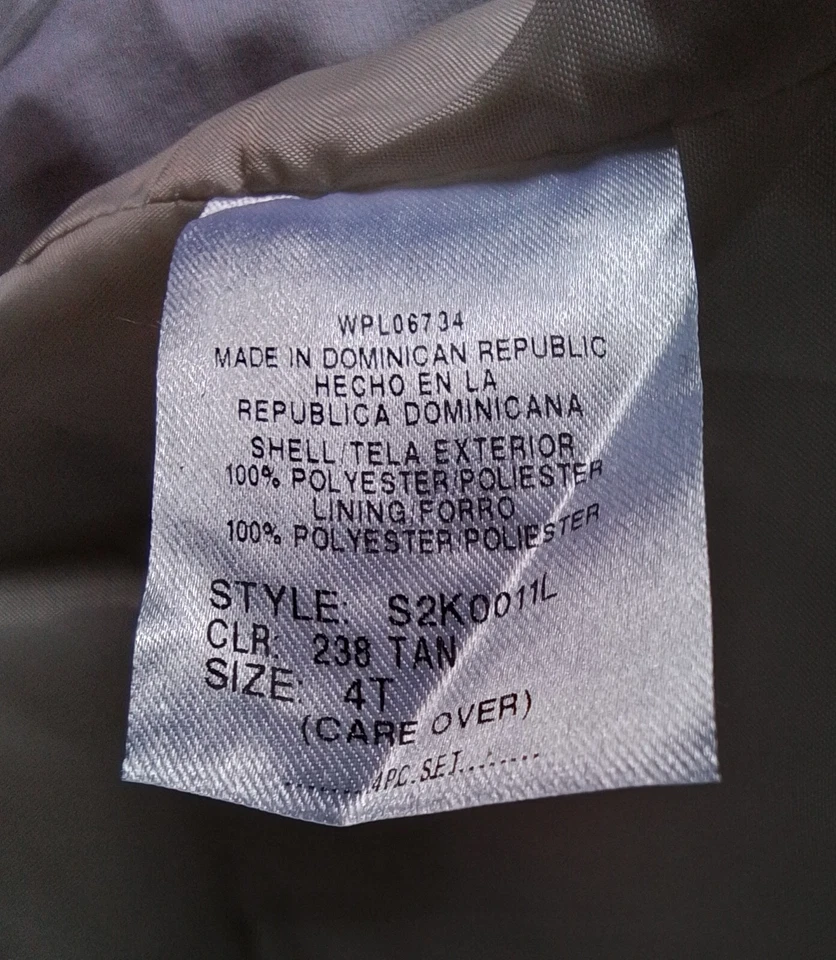 WPL06734
MADE IN DOMINICAN REPUBLIC
HECHO EN LA
REPUBLICA DOMINICANA
SHELL/TELA EXTERIOR
100% POLYESTER/POLIESTER
LINING/FORRO
100% POLYESTER/POLIESTER
STYLE: S2K0011L
CLR: 238 TAN
SIZE: 4T
(CARE OVER)
........4PC.SET........